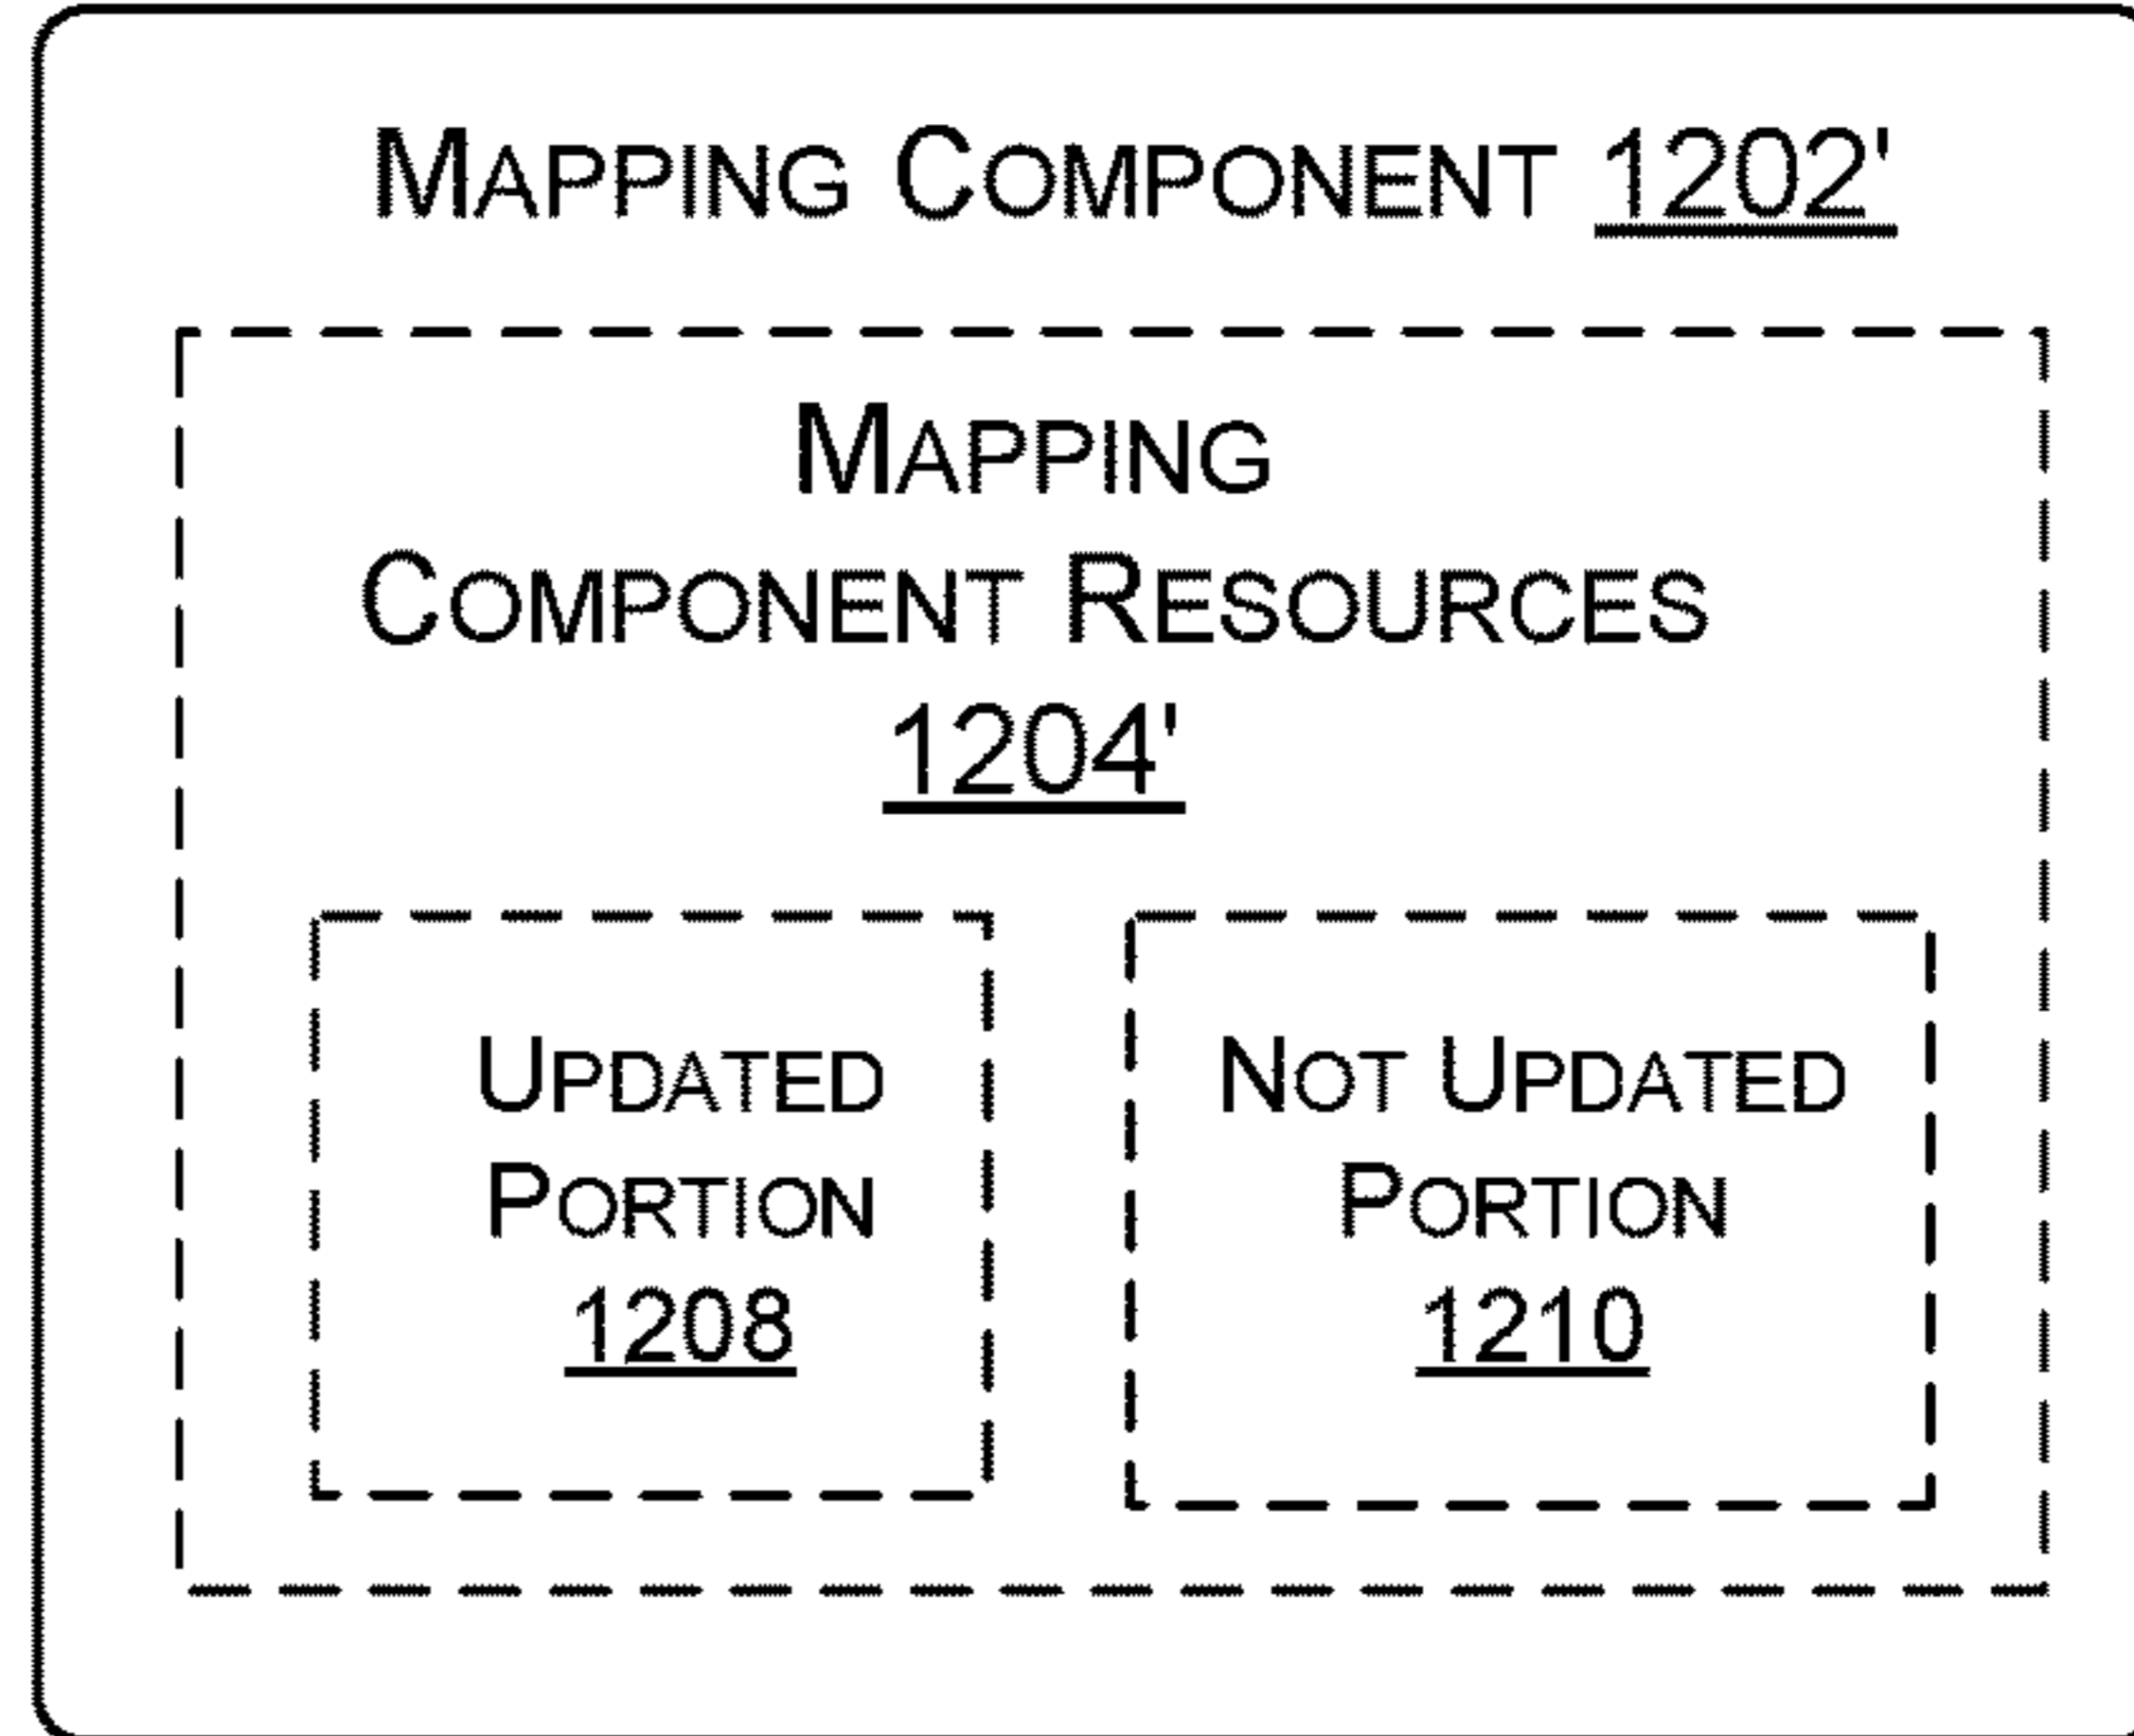 MAPPING COMPONENT 1202'
MAPPING
COMPONENT RESOURCES
1204'
UPDATED
PORTION
1208
NOT UPDATED
PORTION
1210